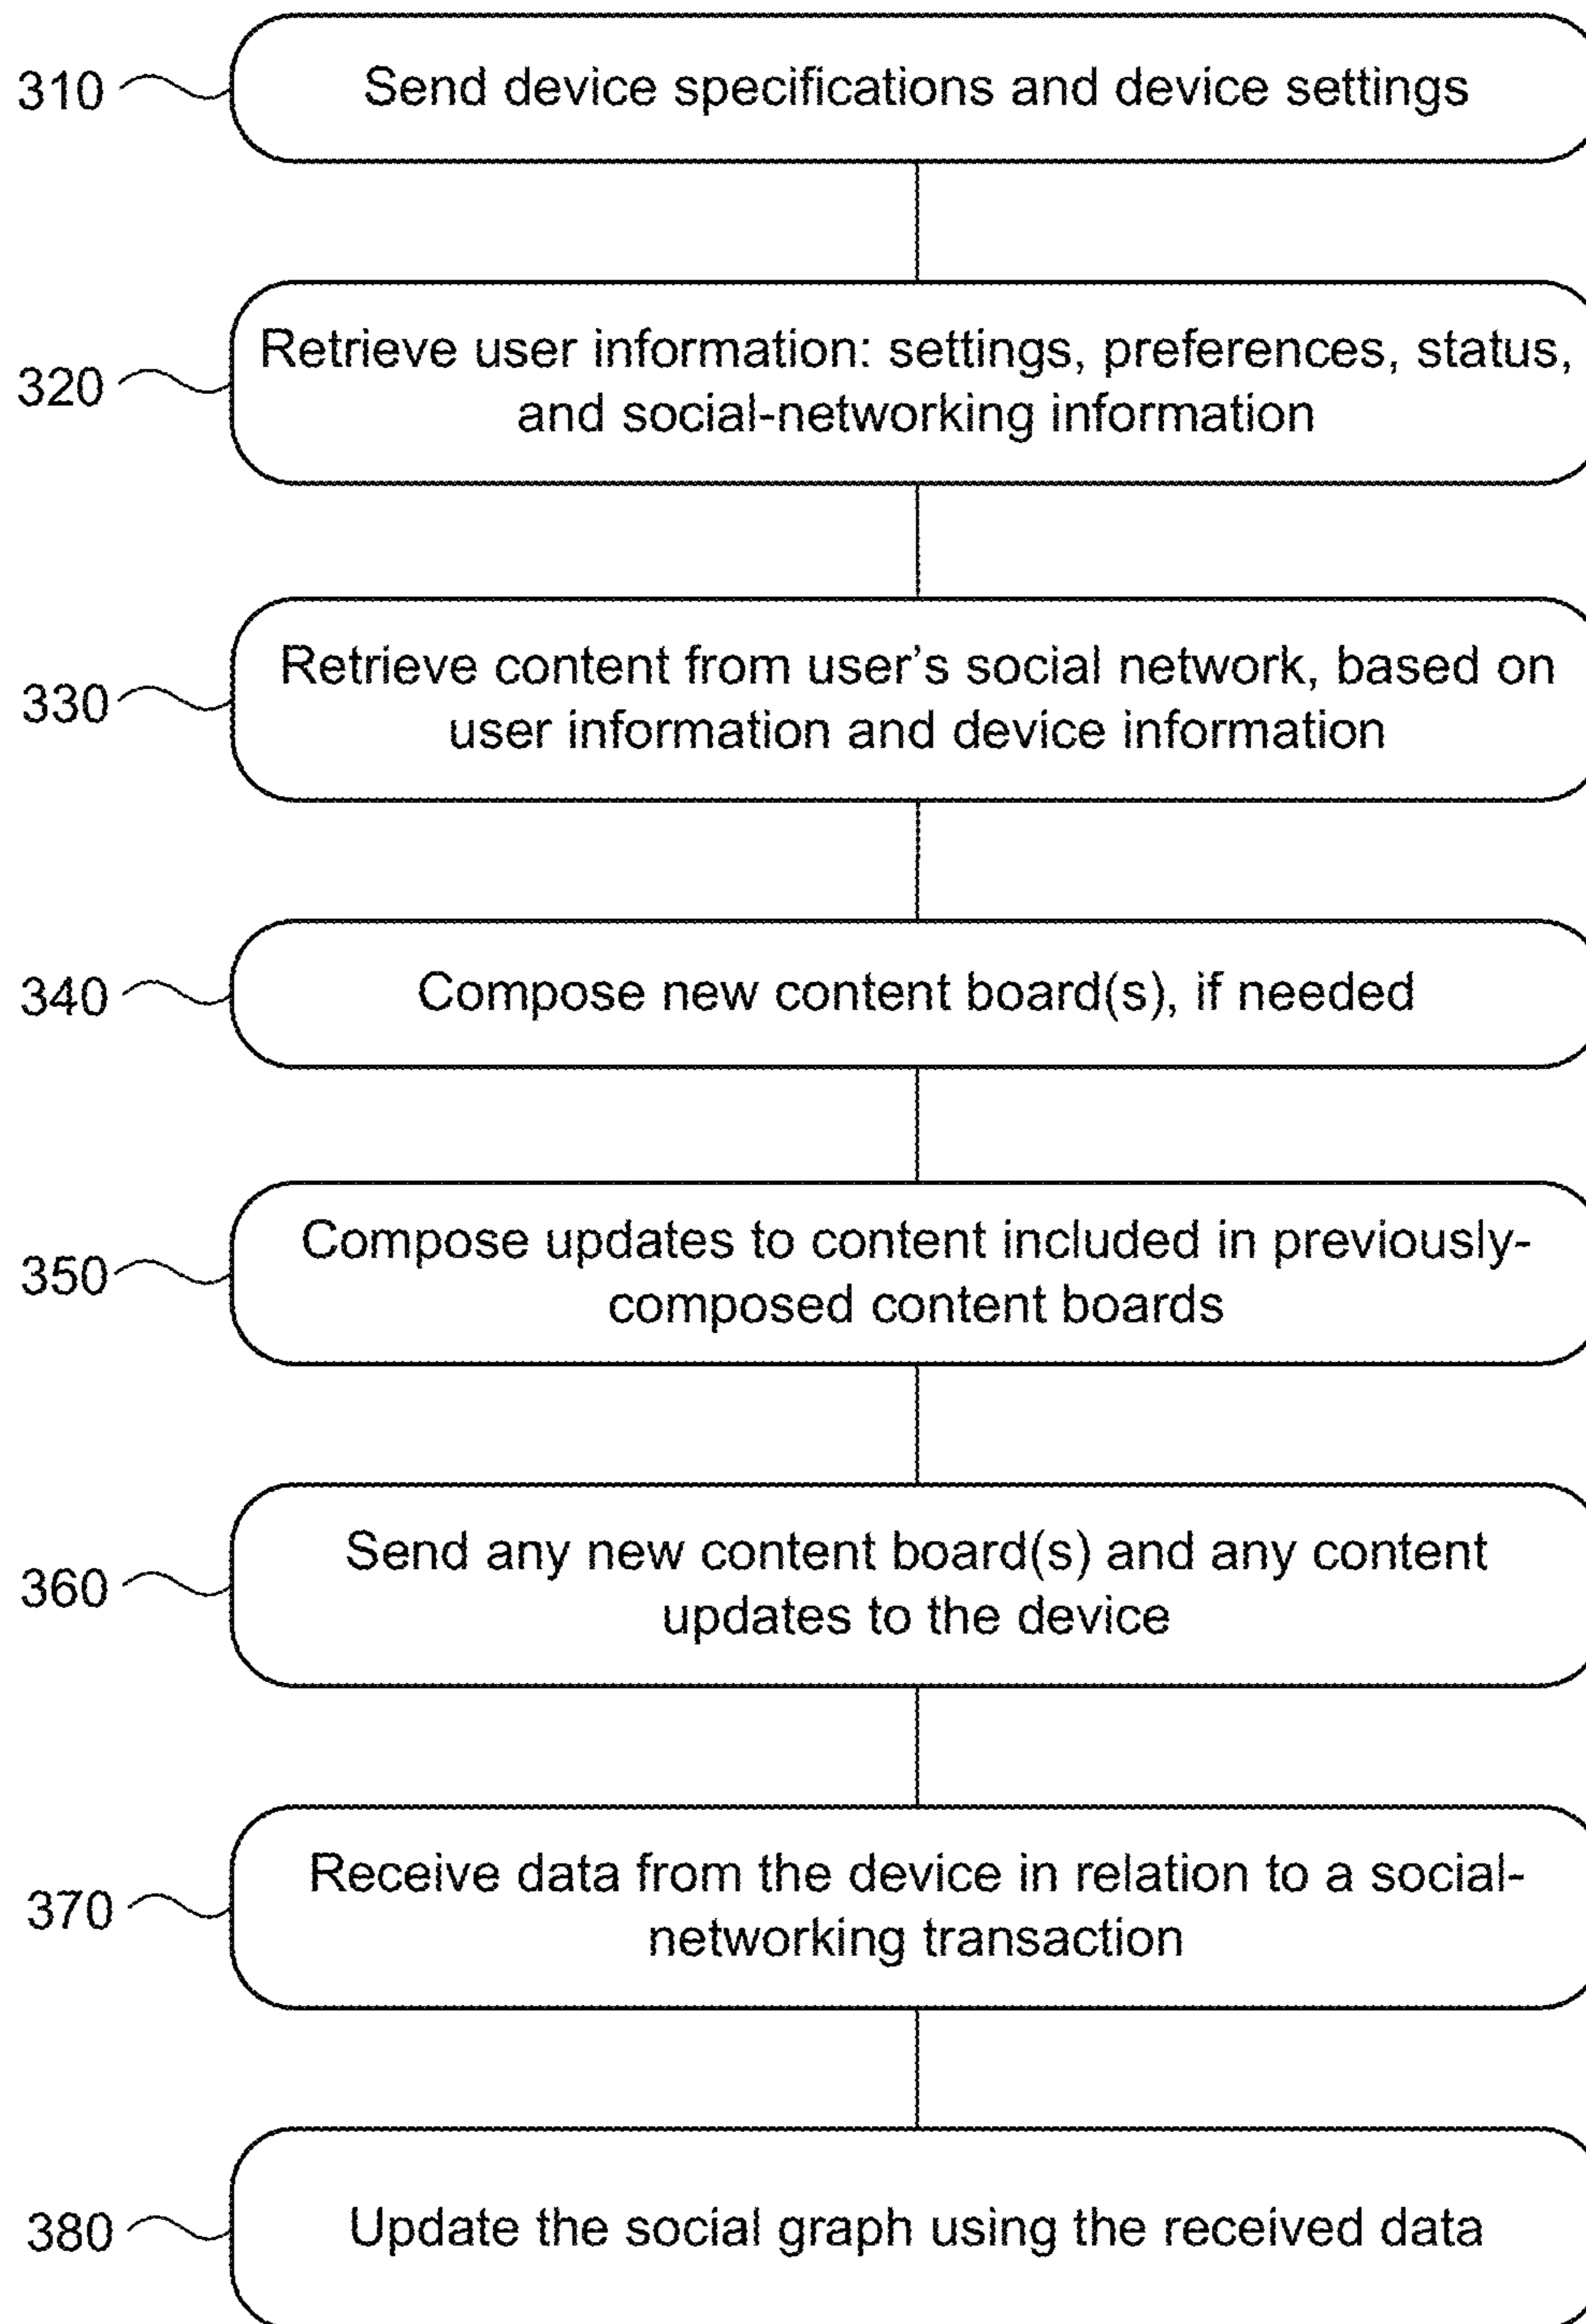 310 Send device specifications and device settings
320 Retrieve user information: settings, preferences, status,
and social-networking information
330 Retrieve content from user's social network, based on
user information and device information
340 Compose new content board(s), if needed
350 Compose updates to content included in previously-
composed content boards
360 Send any new content board(s) and any content
updates to the device
370 Receive data from the device in relation to a social-
networking transaction
380 Update the social graph using the received data